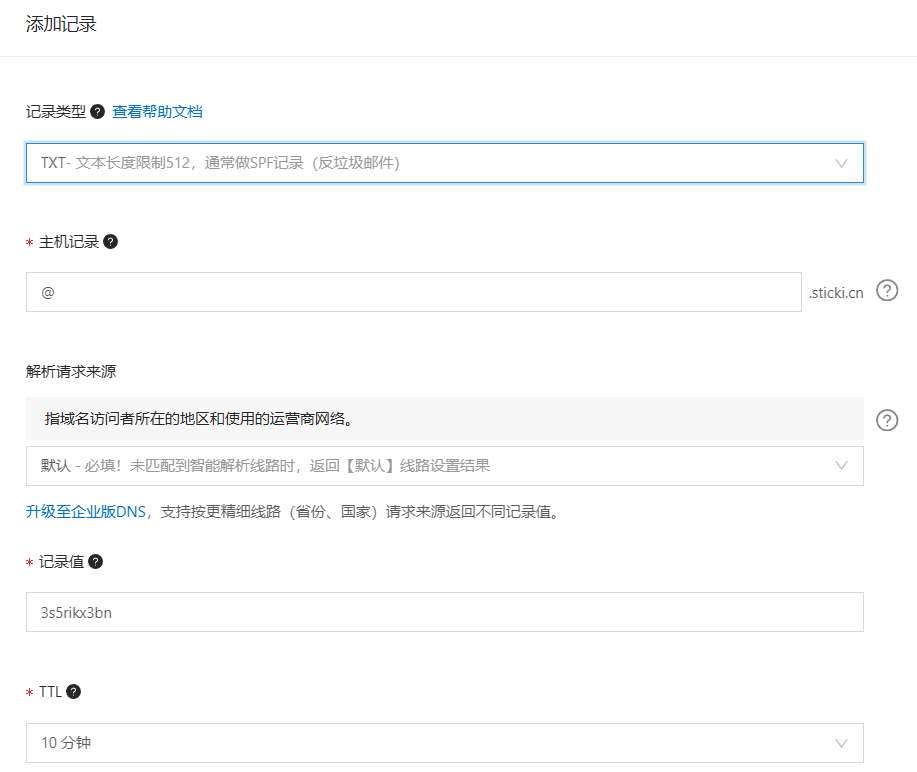 添加记录
记录类型 ? 查看帮助文档
TXT- 文本长度限制512，通常做SPF记录（反垃圾邮件）
* 主机记录 ?
@ .sticki.cn ?
解析请求来源
指域名访问者所在的地区和使用的运营商网络。 ?
默认 - 必填！未匹配到智能解析线路时，返回【默认】线路设置结果
升级至企业版DNS，支持按更精细线路（省份、国家）请求来源返回不同记录值。
* 记录值 ?
3s5rikx3bn
* TTL ?
10 分钟